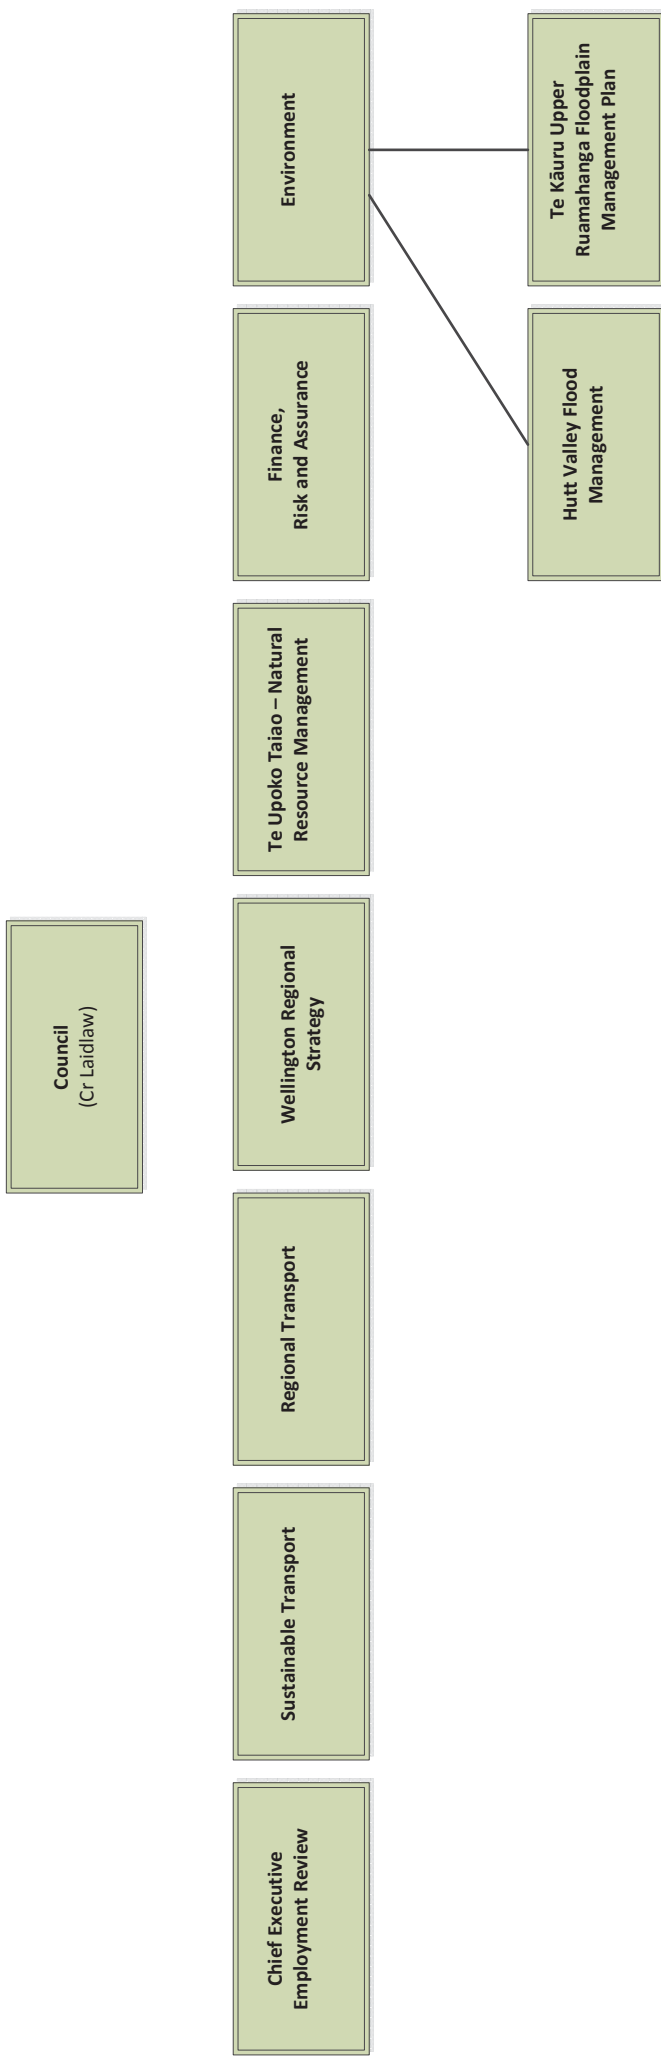 Council
(Cr Laidlaw)
Chief Executive
Employment Review
Sustainable Transport
Regional Transport
Wellington Regional
Strategy
Te Upoko Taiao – Natural
Resource Management
Finance,
Risk and Assurance
Environment
Hutt Valley Flood
Management
Te Kāuru Upper
Ruamahanga Floodplain
Management Plan